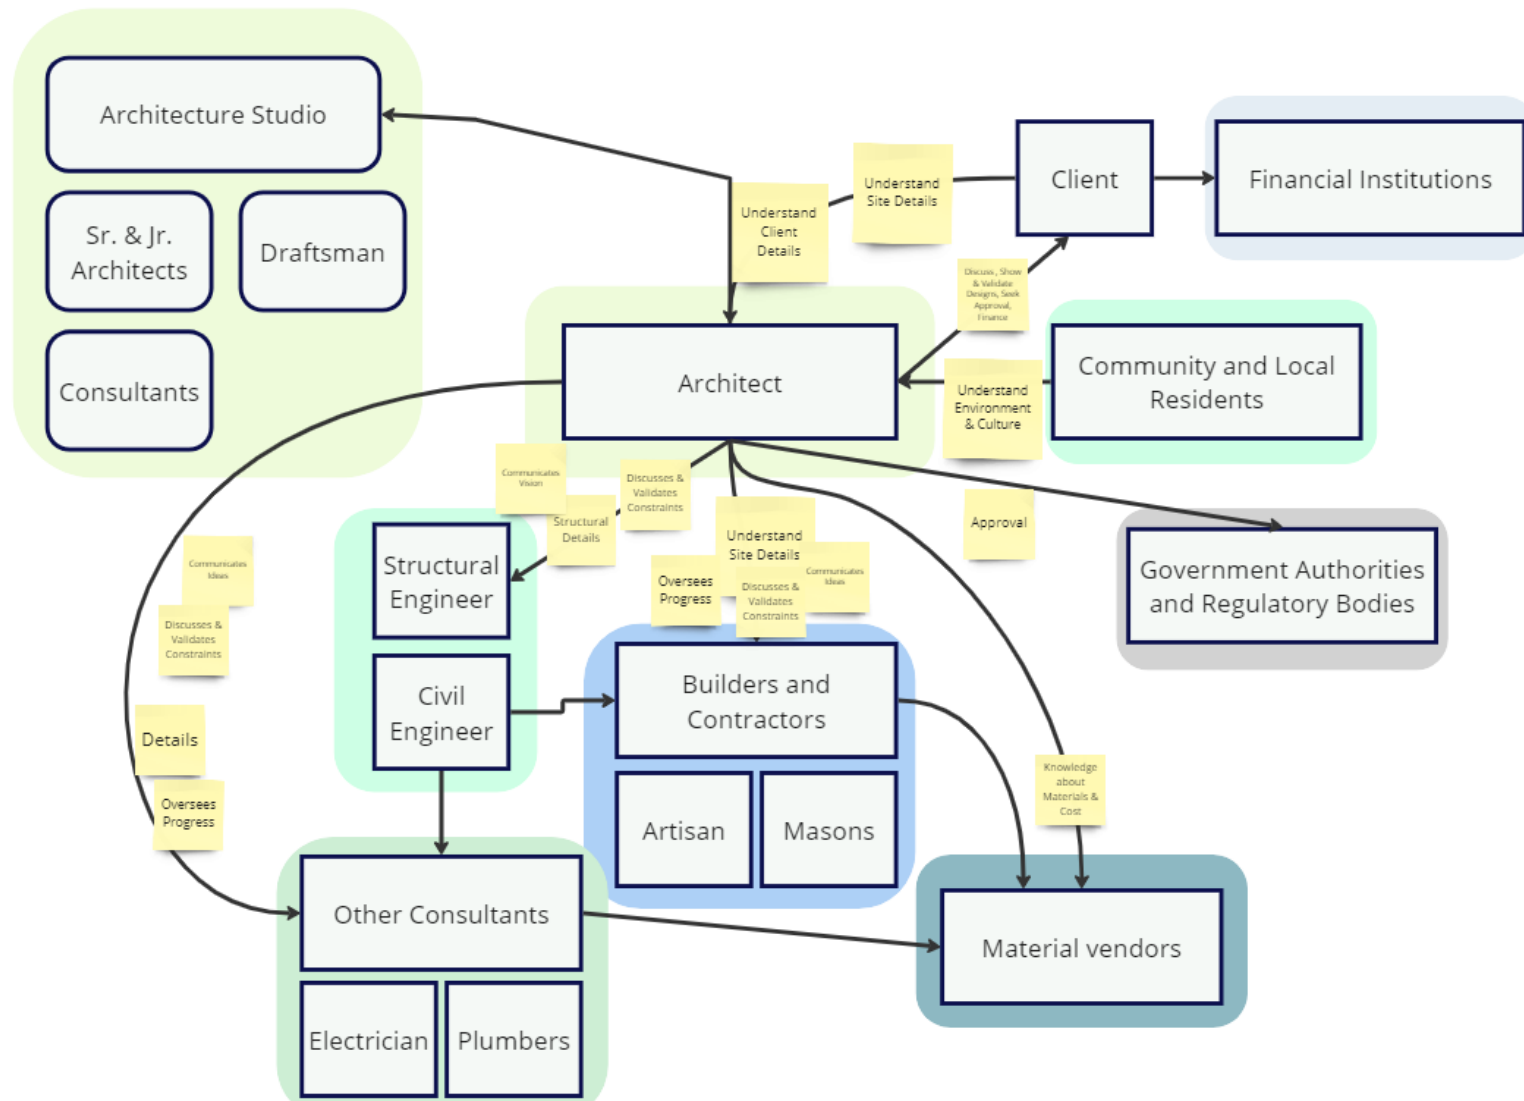 Architecture Studio
Sr. & Jr.
Architects
Draftsman
Consultants
Understand
Client
Details
Understand
Site Details
Client
Financial Institutions
Discuss, Show
& Validate
Designs, Seek
Approval,
Finance
Architect
Understand
Environment
& Culture
Community and Local
Residents
Communicates
Vision
Structural
Details
Discusses &
Validates
Constraints
Approval
Government Authorities
and Regulatory Bodies
Structural
Engineer
Civil
Engineer
Understand
Site Details
Oversees
Progress
Discusses &
Validates
Constraints
Communicates
Ideas
Communicates
Ideas
Discusses &
Validates
Constraints
Details
Oversees
Progress
Builders and
Contractors
Artisan
Masons
Knowledge
about
Materials &
Cost
Other Consultants
Electrician
Plumbers
Material vendors